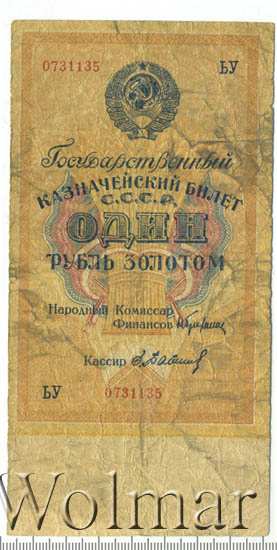 0731135 БУ
Государственный
КАЗНАЧЕЙСКИЙ БИЛЕТ
С.С.С.Р.
ОДИН
РУБЛЬ ЗОЛОТОМ
Народный Комиссар
Финансов
Кассир
БУ 0731135
Wolmar